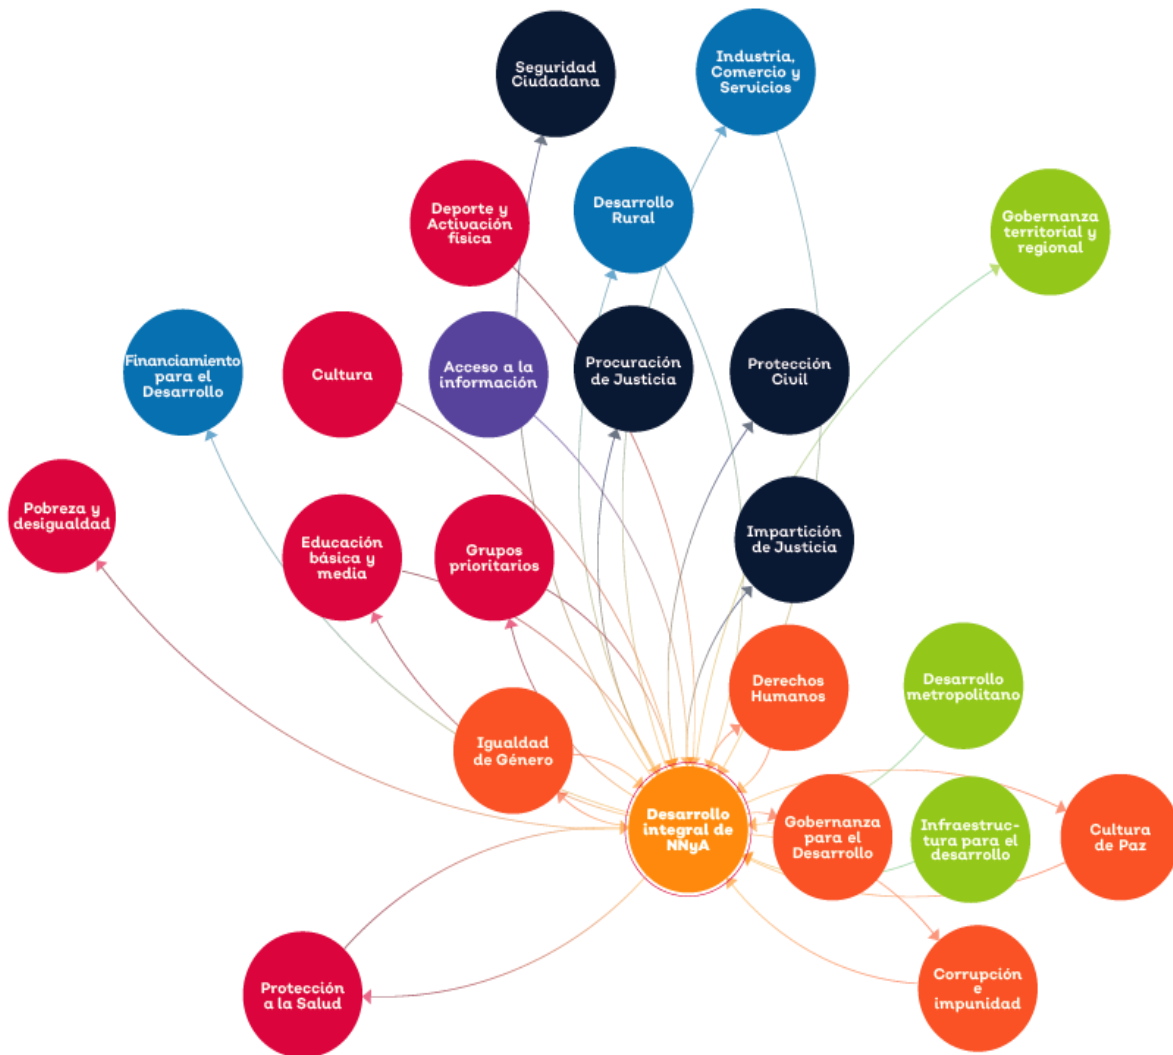 Seguridad
Ciudadana
Industria,
Comercio y
Servicios
Deporte y
Activación
física
Desarrollo
Rural
Gobernanza
territorial y
regional
Financiamiento
para el
Desarrollo
Cultura
Acceso a la
información
Procuración
de Justicia
Protección
Civil
Pobreza y
desigualdad
Educación
básica y
media
Grupos
prioritarios
Impartición
de Justicia
Igualdad
de Género
Derechos
Humanos
Desarrollo
metropolitano
Desarrollo
integral de
NNyA
Gobernanza
para el
Desarrollo
Infraestruc-
tura para el
desarrollo
Cultura
de Paz
Protección
a la Salud
Corrupción
e
impunidad